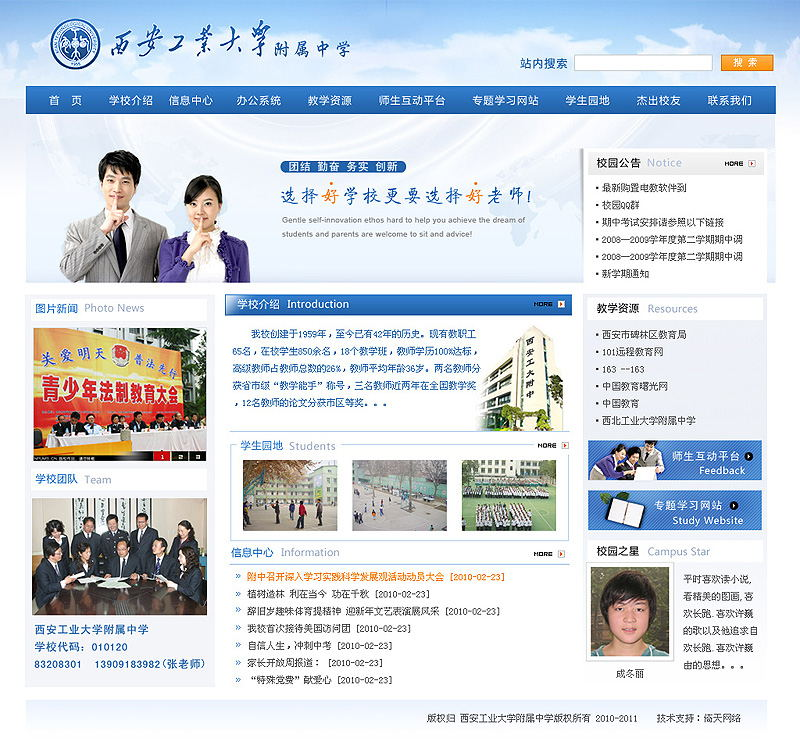 西安工业大学附属中学
站内搜索
搜 索
首 页 学校介绍 信息中心 办公系统 教学资源 师生互动平台 专题学习网站 学生园地 杰出校友 联系我们
团结 勤奋 务实 创新
选择好学校更要选择好老师!
Gentle self-innovation ethos hard to help you achieve the dream of
students and parents are welcome to sit and advice!
校园公告 Notice MORE
最新购置电教软件到
校园QQ群
期中考试安排请参照以下链接
2008—2009学年度第二学期期中调
2008—2009学年度第二学期期中调
新学期通知
图片新闻 Photo News
关爱明天 普法先行
青少年法制教育大会
1 2 3
学校团队 Team
西安工业大学附属中学
学校代码：010120
83208301 13909183982(张老师)
学校介绍 Introduction MORE
我校创建于1959年，至今已有42年的历史。现有教职工
65名，在校学生850余名，18个教学班，教师学历100%达标，
高级教师占教师总数的26%，教师平均年龄36岁。两名教师分
获省市级“教学能手”称号，三名教师近两年在全国教学奖
，12名教师的论文分获市区等奖。。。
西安工大附中
学生园地 Students MORE
信息中心 Information MORE
附中召开深入学习实践科学发展观活动动员大会 [2010-02-23]
植树造林 利在当今 功在千秋 [2010-02-23]
辞旧岁趣味体育提精神 迎新年文艺表演展风采 [2010-02-23]
我校首次接待美国访问团 [2010-02-23]
自信人生，冲刺中考 [2010-02-23]
家长开放周报道： [2010-02-23]
“特殊党费”献爱心 [2010-02-23]
教学资源 Resources
西安市碑林区教育局
101远程教育网
163 --163
中国教育曙光网
中国教育
西北工业大学附属中学
师生互动平台
Feedback
专题学习网站
Study Website
校园之星 Campus Star
平时喜欢读小说,
看精美的图画,喜
欢长跑.喜欢许巍
的歌以及他追求自
欢长跑.喜欢许巍
由的思想。。。
成冬丽
版权归 西安工业大学附属中学版权所有 2010-2011 技术支持：倚天网络